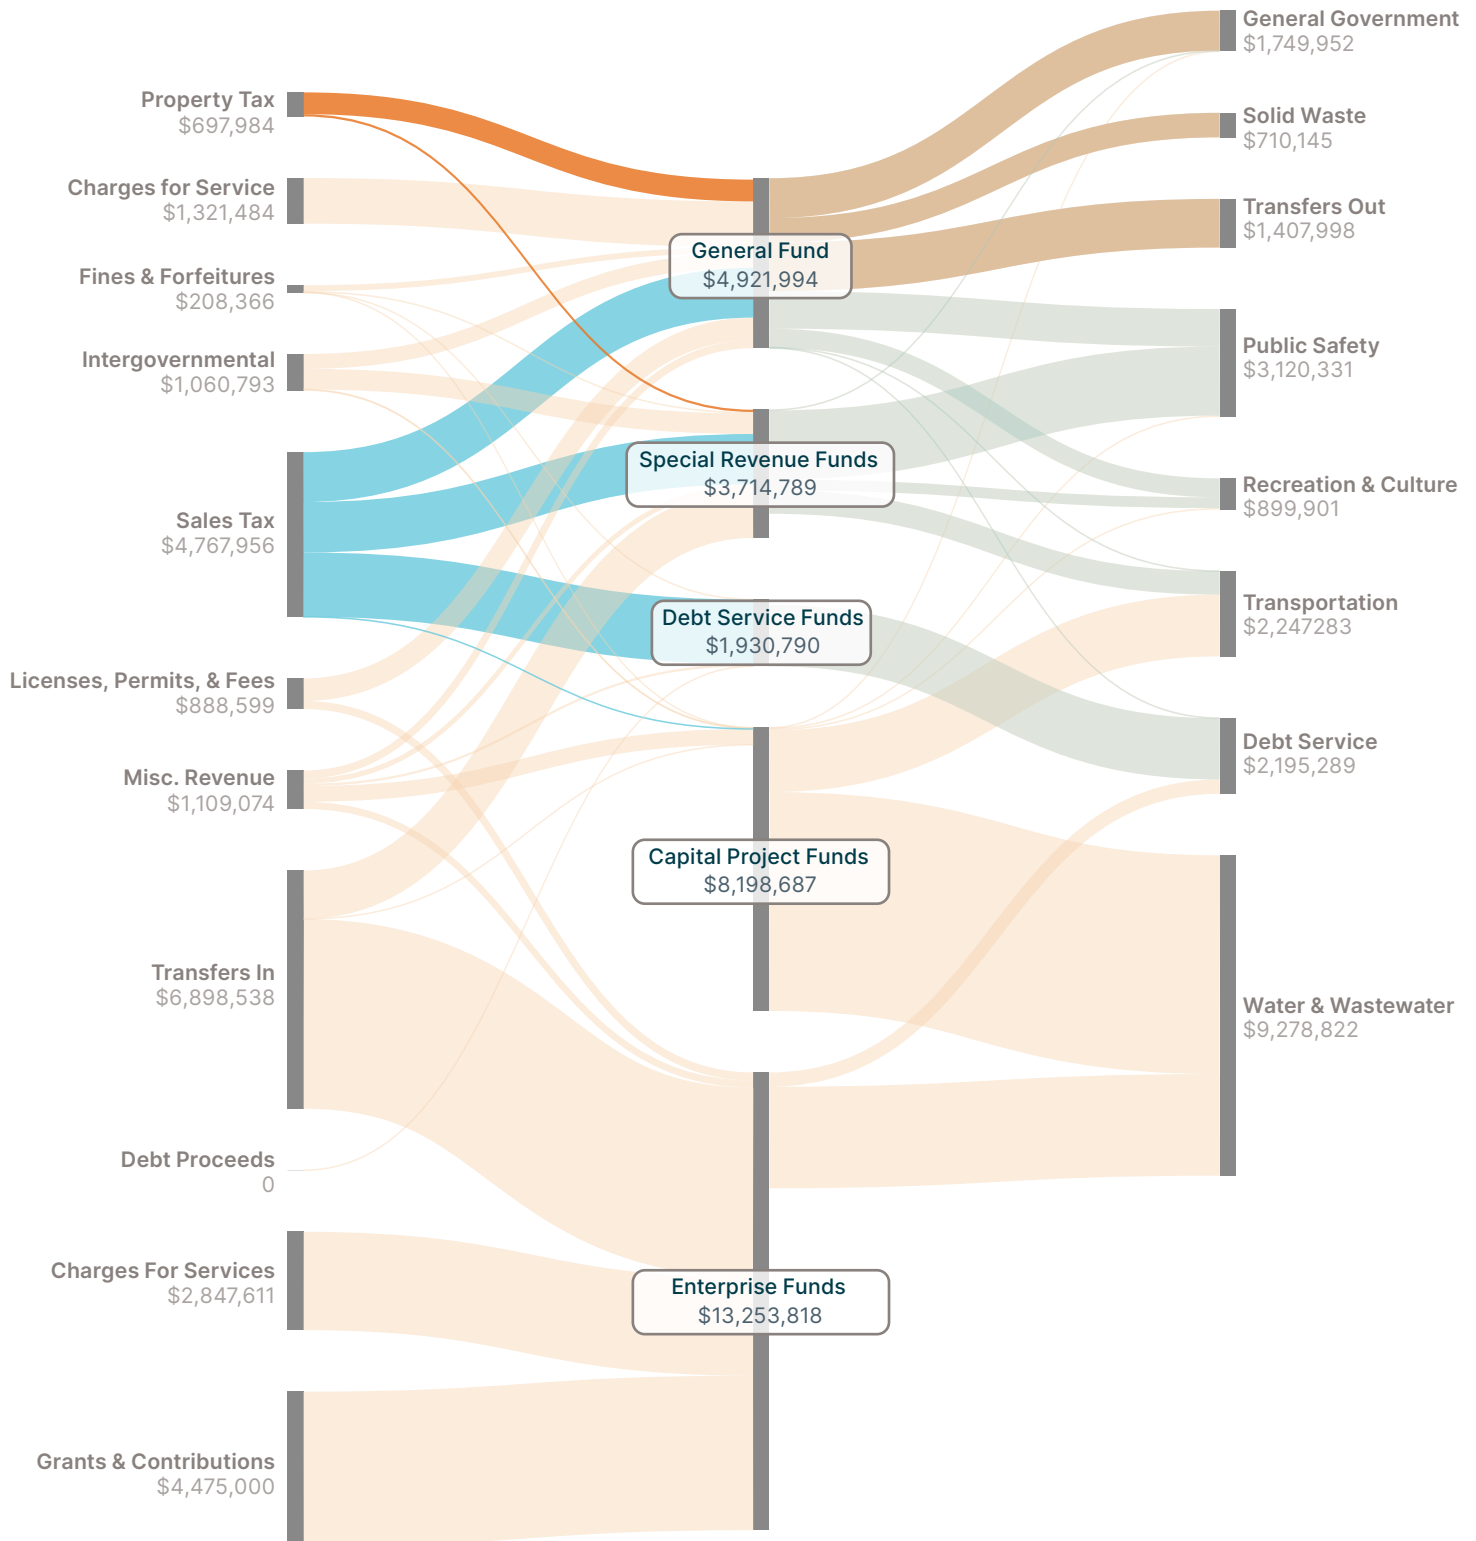 Property Tax
$697,984
Charges for Service
$1,321,484
Fines & Forfeitures
$208,366
Intergovernmental
$1,060,793
Sales Tax
$4,767,956
Licenses, Permits, & Fees
$888,599
Misc. Revenue
$1,109,074
Transfers In
$6,898,538
Debt Proceeds
0
Charges For Services
$2,847,611
Grants & Contributions
$4,475,000
General Fund
$4,921,994
Special Revenue Funds
$3,714,789
Debt Service Funds
$1,930,790
Capital Project Funds
$8,198,687
Enterprise Funds
$13,253,818
General Government
$1,749,952
Solid Waste
$710,145
Transfers Out
$1,407,998
Public Safety
$3,120,331
Recreation & Culture
$899,901
Transportation
$2,247283
Debt Service
$2,195,289
Water & Wastewater
$9,278,822